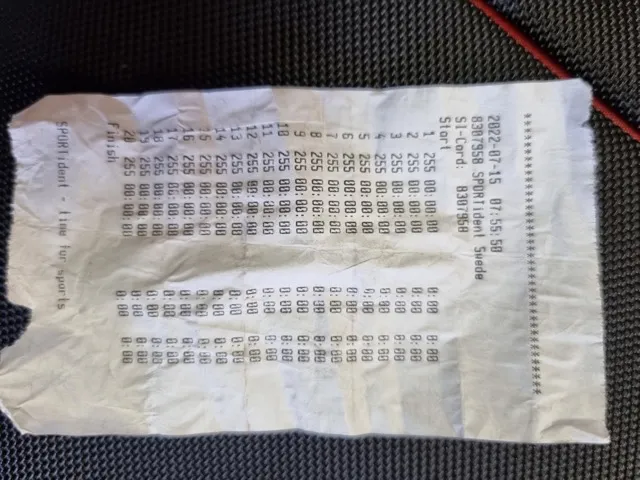 ********************************
2022-07-15 07:55:50
8307958 SPORTident Suede
SI-Card: 8307958
Start
1 255 00:00:00 0:00 0:00
2 255 00:00:00 0:00 0:00
3 255 00:00:00 0:00 0:00
4 255 00:00:00 0:00 0:00
5 255 00:00:00 0:00 0:00
6 255 00:00:00 0:00 0:00
7 255 00:00:00 0:00 0:00
8 255 00:00:00 0:00 0:00
9 255 00:00:00 0:00 0:00
10 255 00:00:00 0:00 0:00
11 255 00:00:00 0:00 0:00
12 255 00:00:00 0:00 0:00
13 255 00:00:00 0:00 0:00
14 255 00:00:00 0:00 0:00
15 255 00:00:00 0:00 0:00
16 255 00:00:00 0:00 0:00
17 255 00:00:00 0:00 0:00
18 255 00:00:00 0:00 0:00
19 255 00:00:00 0:00 0:00
20 255 00:00:00 0:00 0:00
Finish
SPORTident - time for sports